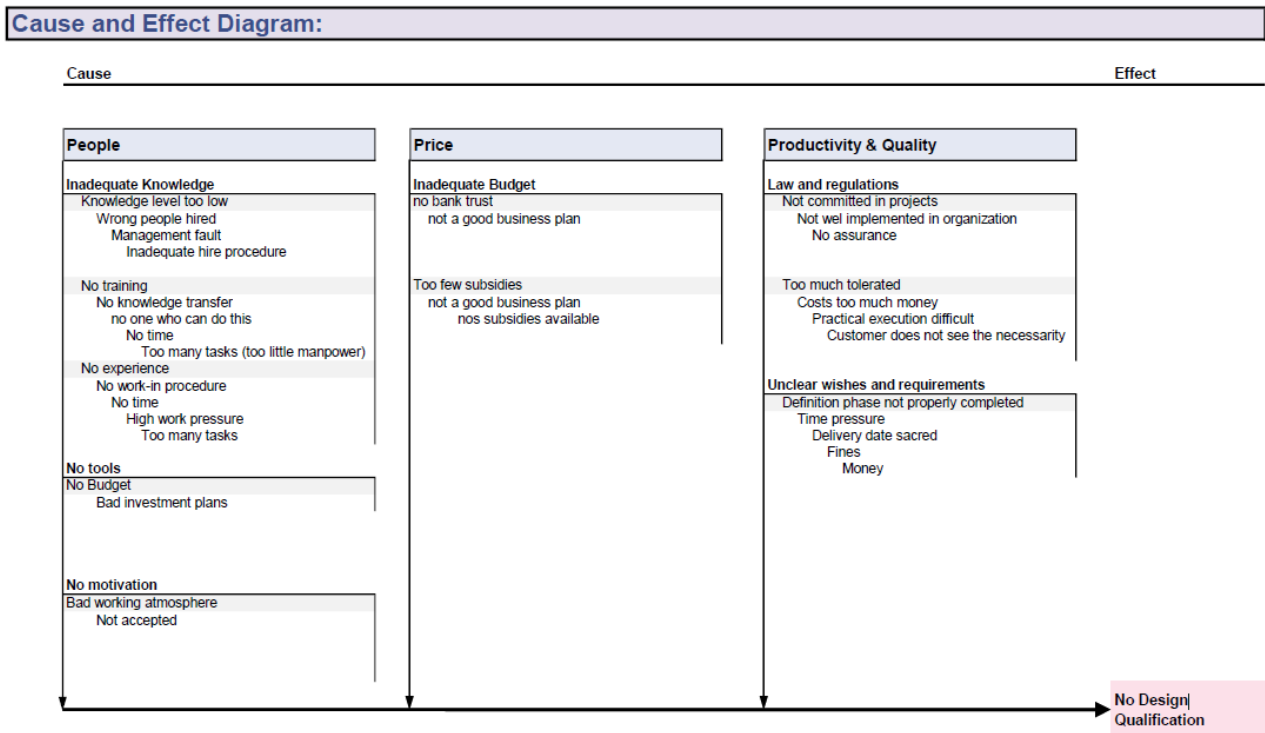 Cause and Effect Diagram:
Cause
Effect
People
Inadequate Knowledge
Knowledge level too low
Wrong people hired
Management fault
Inadequate hire procedure
No training
No knowledge transfer
no one who can do this
No time
Too many tasks (too little manpower)
No experience
No work-in procedure
No time
High work pressure
Too many tasks
No tools
No Budget
Bad investment plans
No motivation
Bad working atmosphere
Not accepted
Price
Inadequate Budget
no bank trust
not a good business plan
Too few subsidies
not a good business plan
nos subsidies available
Productivity & Quality
Law and regulations
Not committed in projects
Not wel implemented in organization
No assurance
Too much tolerated
Costs too much money
Practical execution difficult
Customer does not see the necessarity
Unclear wishes and requirements
Definition phase not properly completed
Time pressure
Delivery date sacred
Fines
Money
No Design
Qualification